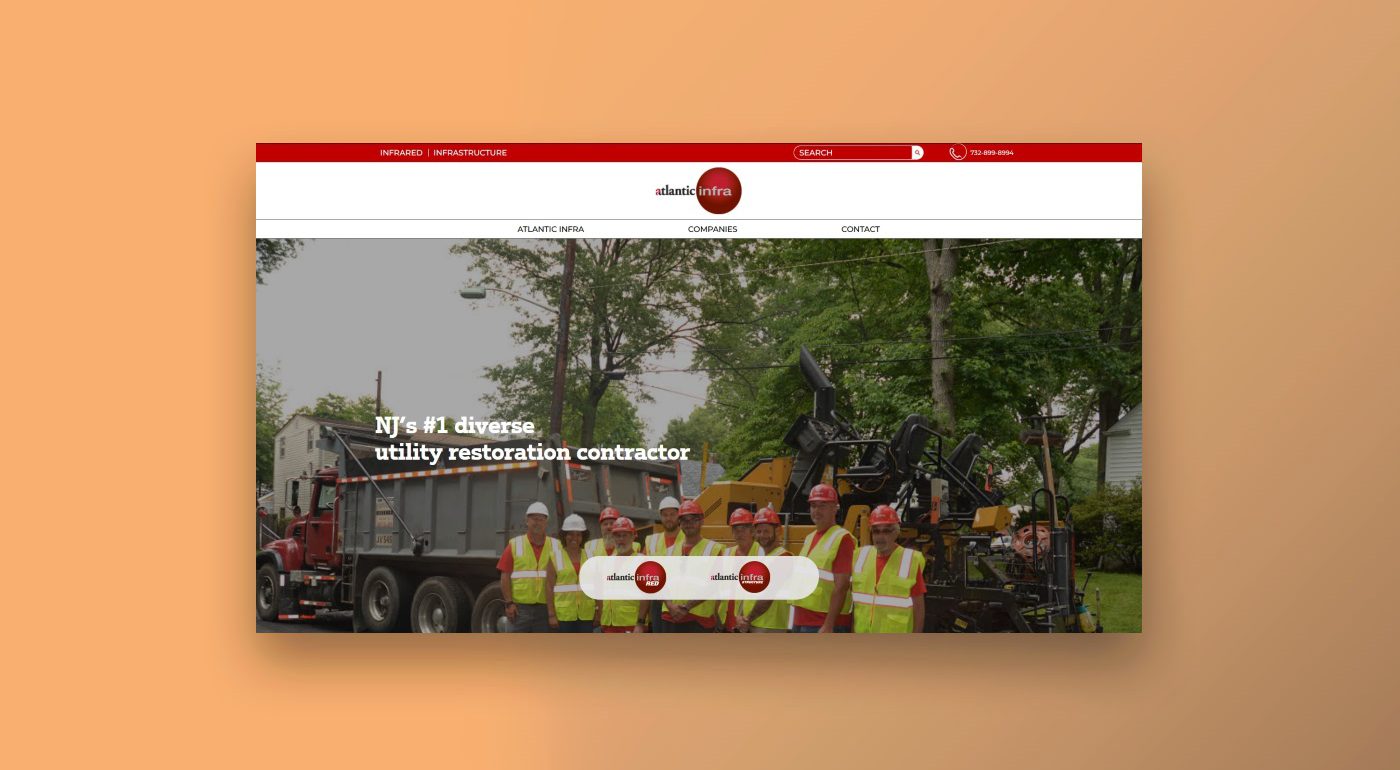 INFRARED | INFRASTRUCTURE
SEARCH
732-899-8994
atlantic infra
ATLANTIC INFRA
COMPANIES
CONTACT
NJ's #1 diverse
utility restoration contractor
atlantic infra
RED
atlantic infra
STRUCTURE